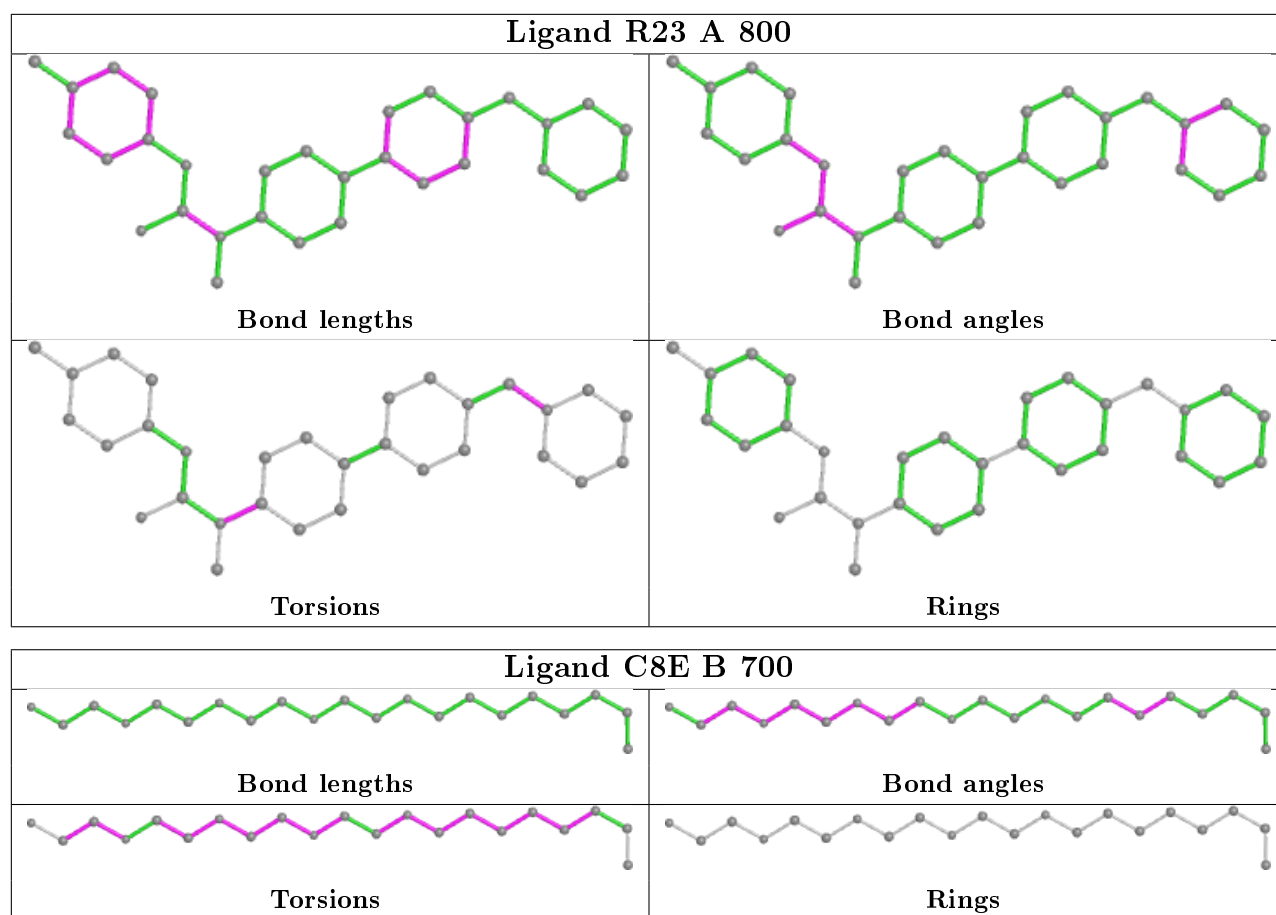 Ligand R23 A 800
Bond lengths
Bond angles
Torsions
Rings
Ligand C8E B 700
Bond lengths
Bond angles
Torsions
Rings